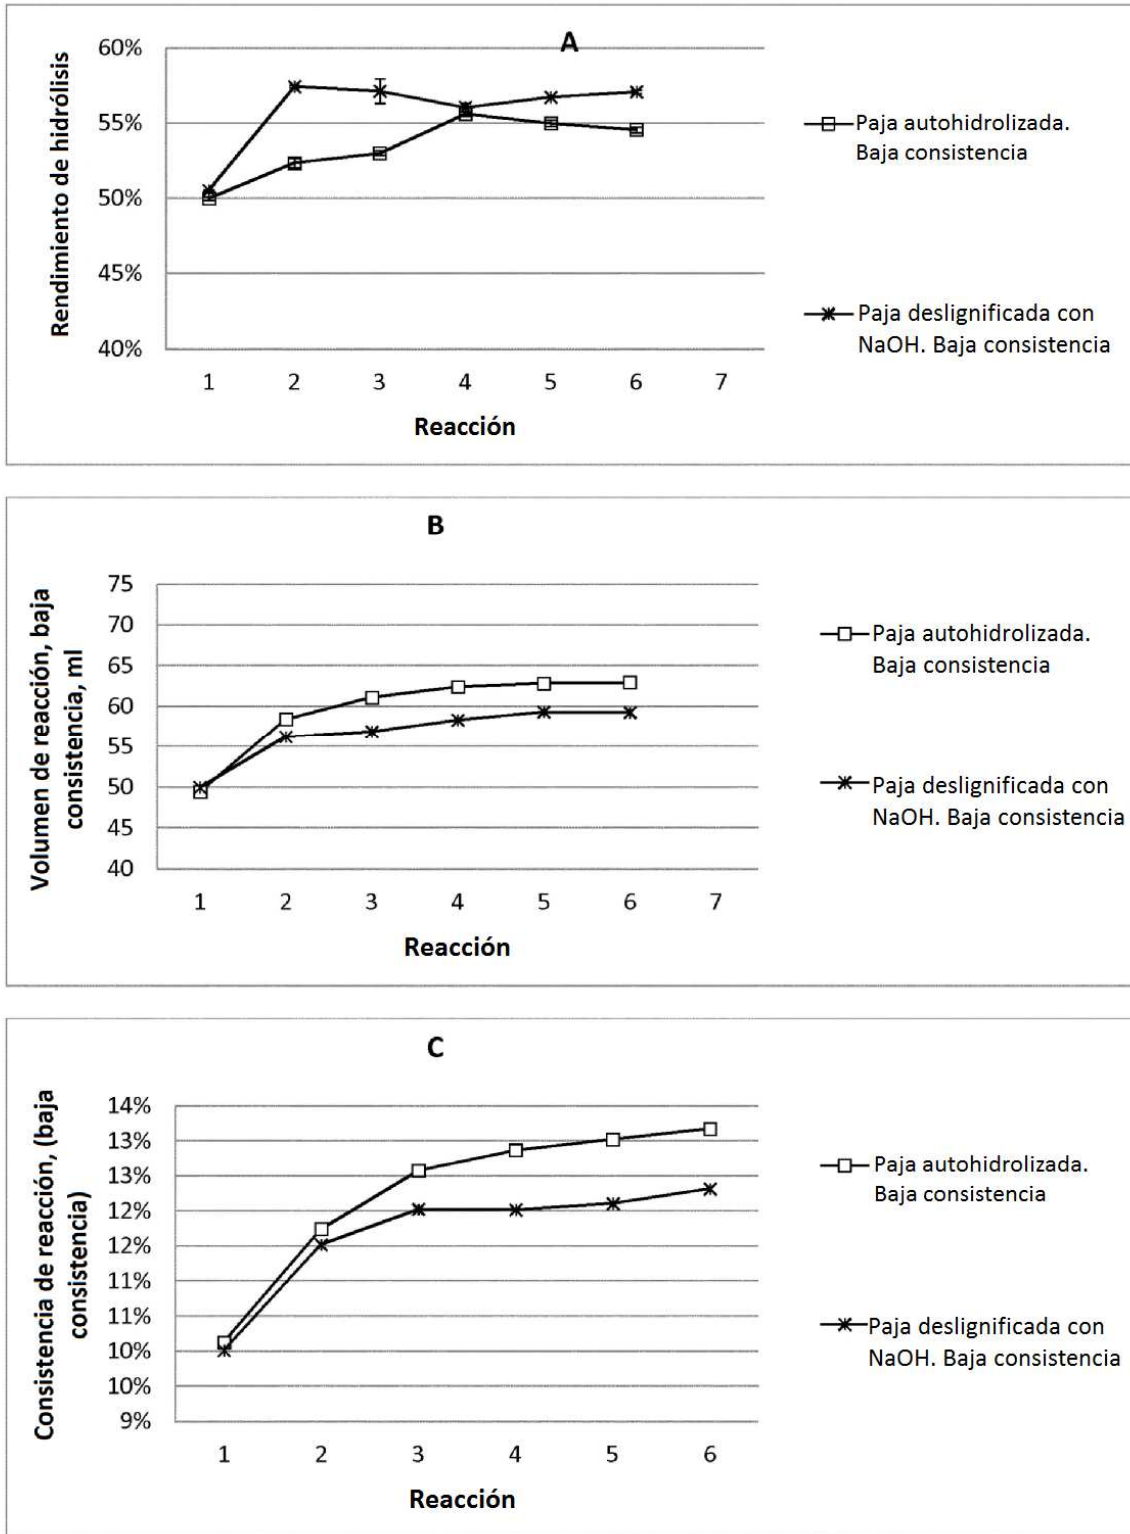 A
Rendimiento de hidrólisis
60%
55%
50%
45%
40%
1 2 3 4 5 6 7
Reacción
Paja autohidrolizada.
Baja consistencia
Paja deslignificada con
NaOH. Baja consistencia
B
Volumen de reacción, baja
consistencia, ml
75
70
65
60
55
50
45
40
1 2 3 4 5 6 7
Reacción
Paja autohidrolizada.
Baja consistencia
Paja deslignificada con
NaOH. Baja consistencia
C
Consistencia de reacción, (baja
consistencia)
14%
13%
13%
12%
12%
11%
11%
10%
10%
9%
1 2 3 4 5 6
Reacción
Paja autohidrolizada.
Baja consistencia
Paja deslignificada con
NaOH. Baja consistencia